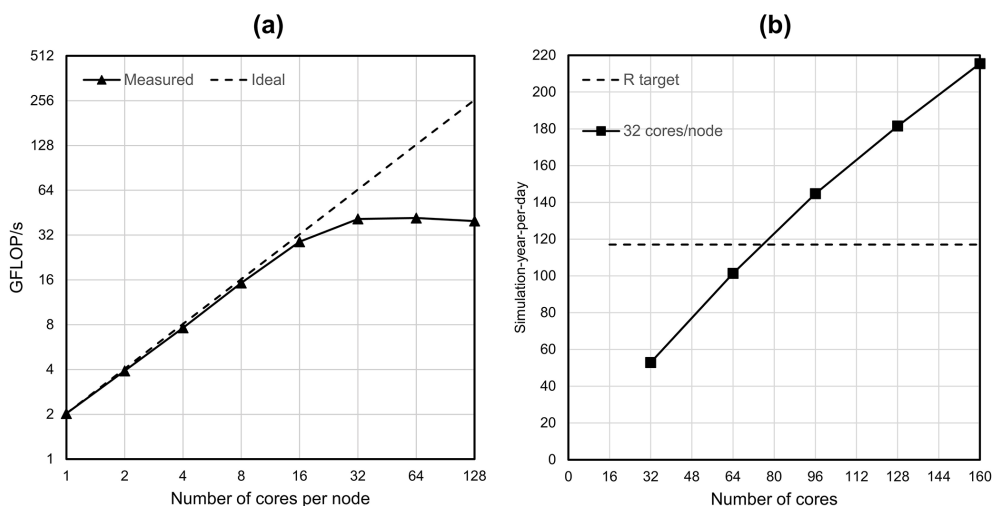 (a)
GFLOP/s
512
256
128
64
32
16
8
4
2
1
Measured
Ideal
1 2 4 8 16 32 64 128
Number of cores per node
(b)
Simulation-year-per-day
220
200
180
160
140
120
100
80
60
40
20
0
R target
32 cores/node
0 16 32 48 64 80 96 112 128 144 160
Number of cores